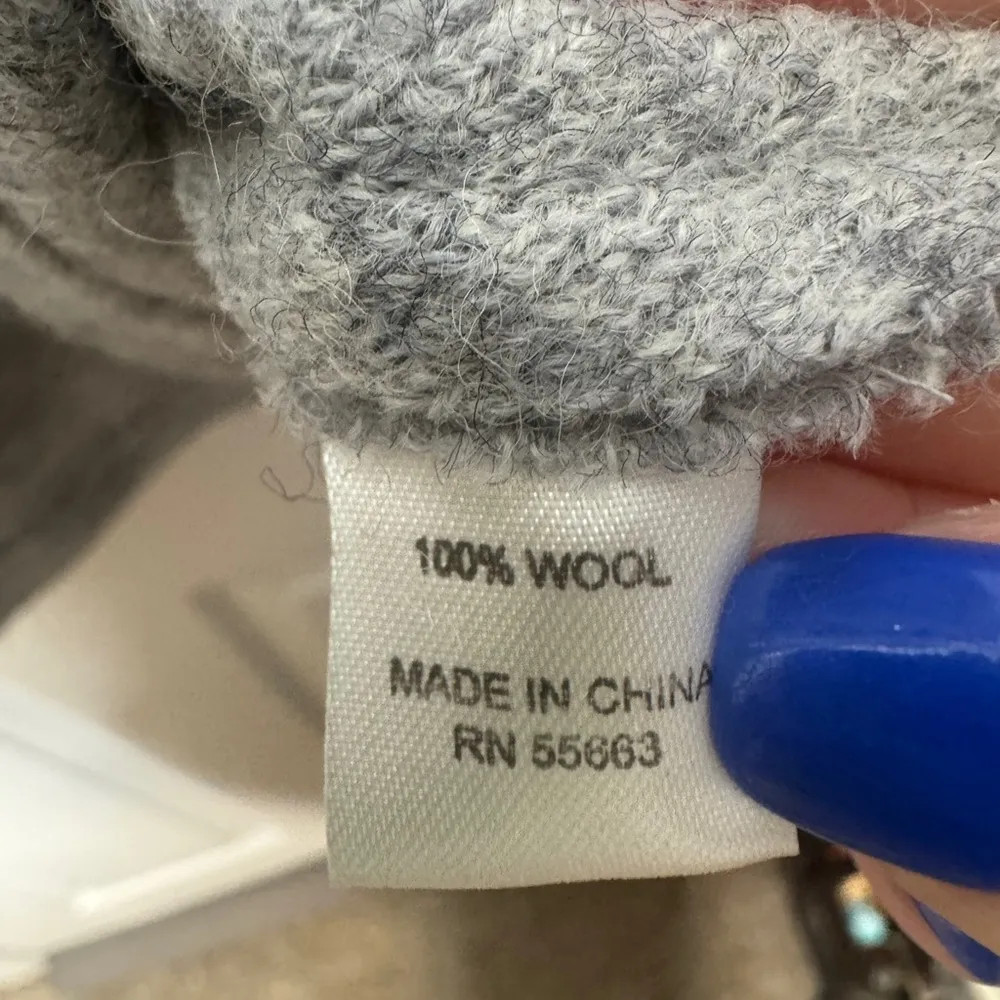 100% WOOL
MADE IN CHINA
RN 55663